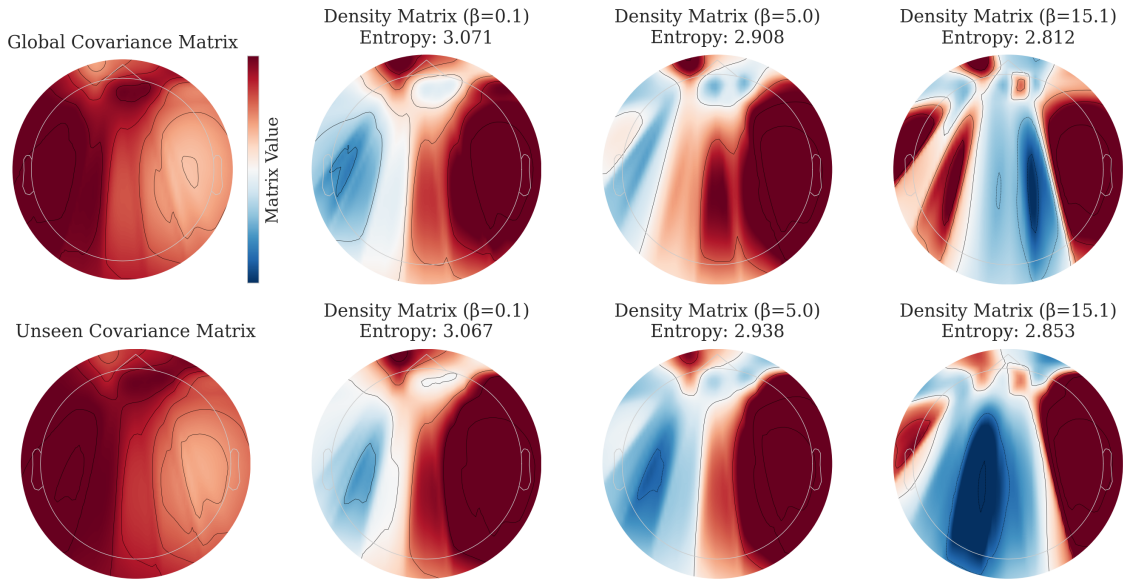 Global Covariance Matrix
Matrix Value
Density Matrix (β=0.1)
Entropy: 3.071
Density Matrix (β=5.0)
Entropy: 2.908
Density Matrix (β=15.1)
Entropy: 2.812
Unseen Covariance Matrix
Density Matrix (β=0.1)
Entropy: 3.067
Density Matrix (β=5.0)
Entropy: 2.938
Density Matrix (β=15.1)
Entropy: 2.853